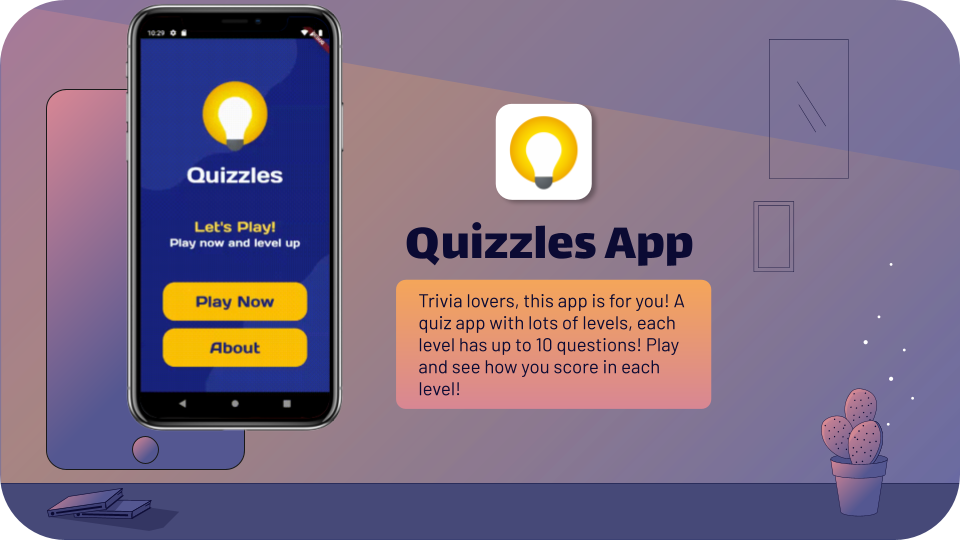 10:29
Quizzles
Let's Play!
Play now and level up
Play Now
About
Quizzles App
Trivia lovers, this app is for you! A
quiz app with lots of levels, each
level has up to 10 questions! Play
and see how you score in each
level!